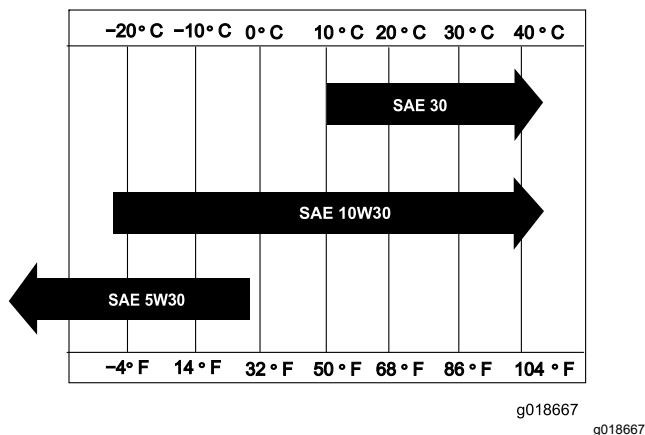 −20° C −10° C 0° C 10° C 20° C 30° C 40° C
SAE 30
SAE 10W30
SAE 5W30
−4° F 14° F 32° F 50° F 68° F 86° F 104 ° F
g018667
g018667